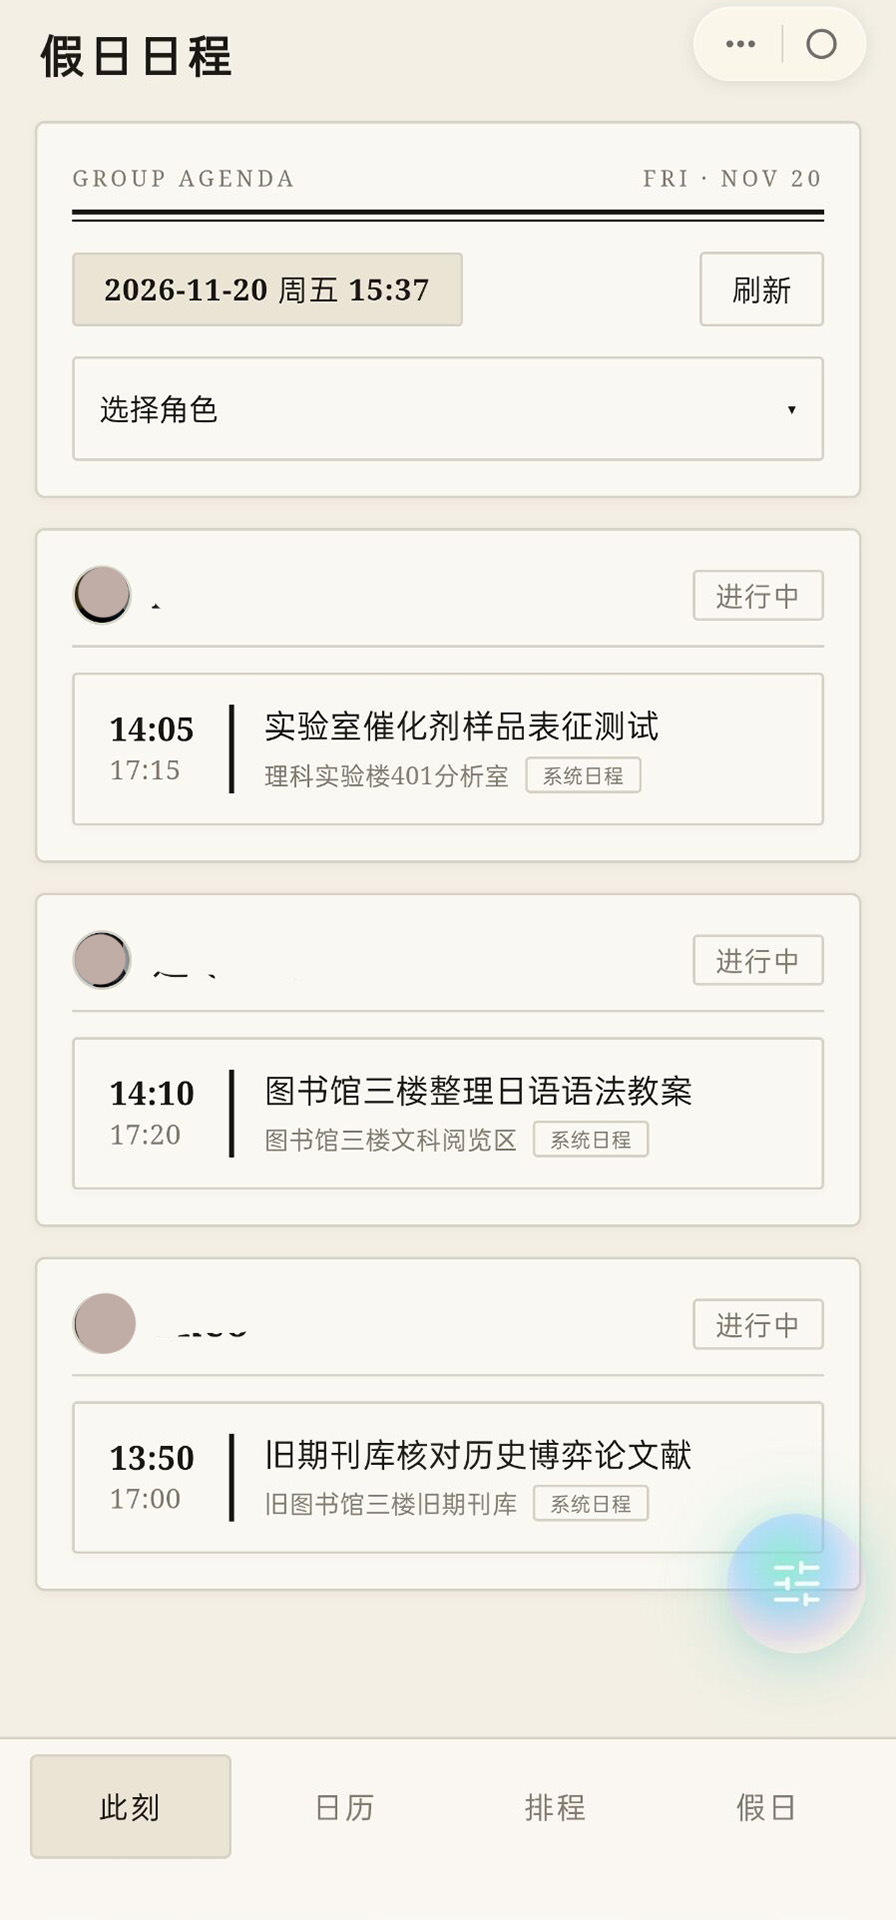 假日日程
GROUP AGENDA
FRI · NOV 20
2026-11-20 周五 15:37
刷新
选择角色
进行中
14:05
17:15
实验室催化剂样品表征测试
理科实验楼401分析室
系统日程
进行中
14:10
17:20
图书馆三楼整理日语语法教案
图书馆三楼文科阅览区
系统日程
进行中
13:50
17:00
旧期刊库核对历史博弈论文献
旧图书馆三楼旧期刊库
系统日程
此刻
日历
排程
假日